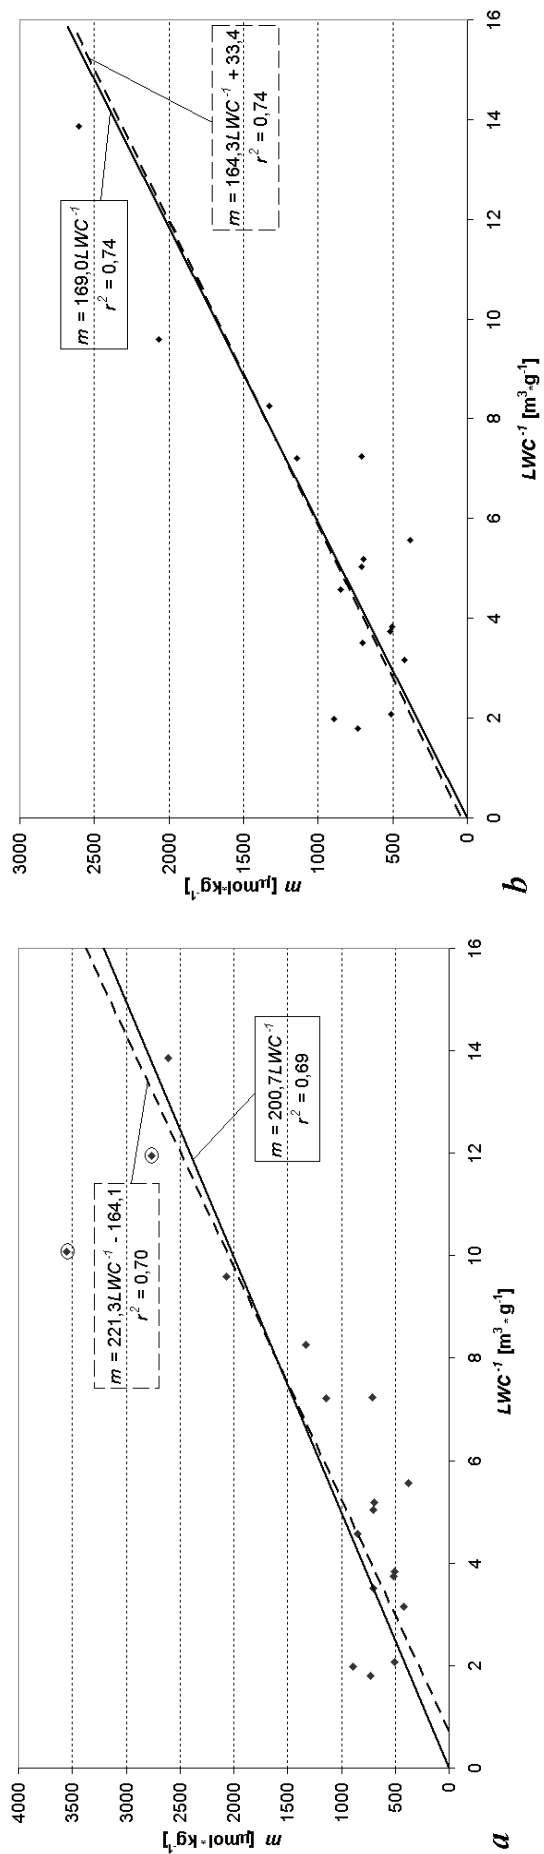 4000
3500
3000
2500
2000
1500
1000
500
0
m [µmol*kg-1]
m = 221,3LWC-1 - 164,1
r2 = 0,70
m = 200,7LWC-1
r2 = 0,69
0 2 4 6 8 10 12 14 16
LWC-1 [m3*g-1]
a
3000
2500
2000
1500
1000
500
0
m [µmol*kg-1]
m = 169,0LWC-1
r2 = 0,74
m = 164,3LWC-1 + 33,4
r2 = 0,74
0 2 4 6 8 10 12 14 16
LWC-1 [m3*g-1]
b